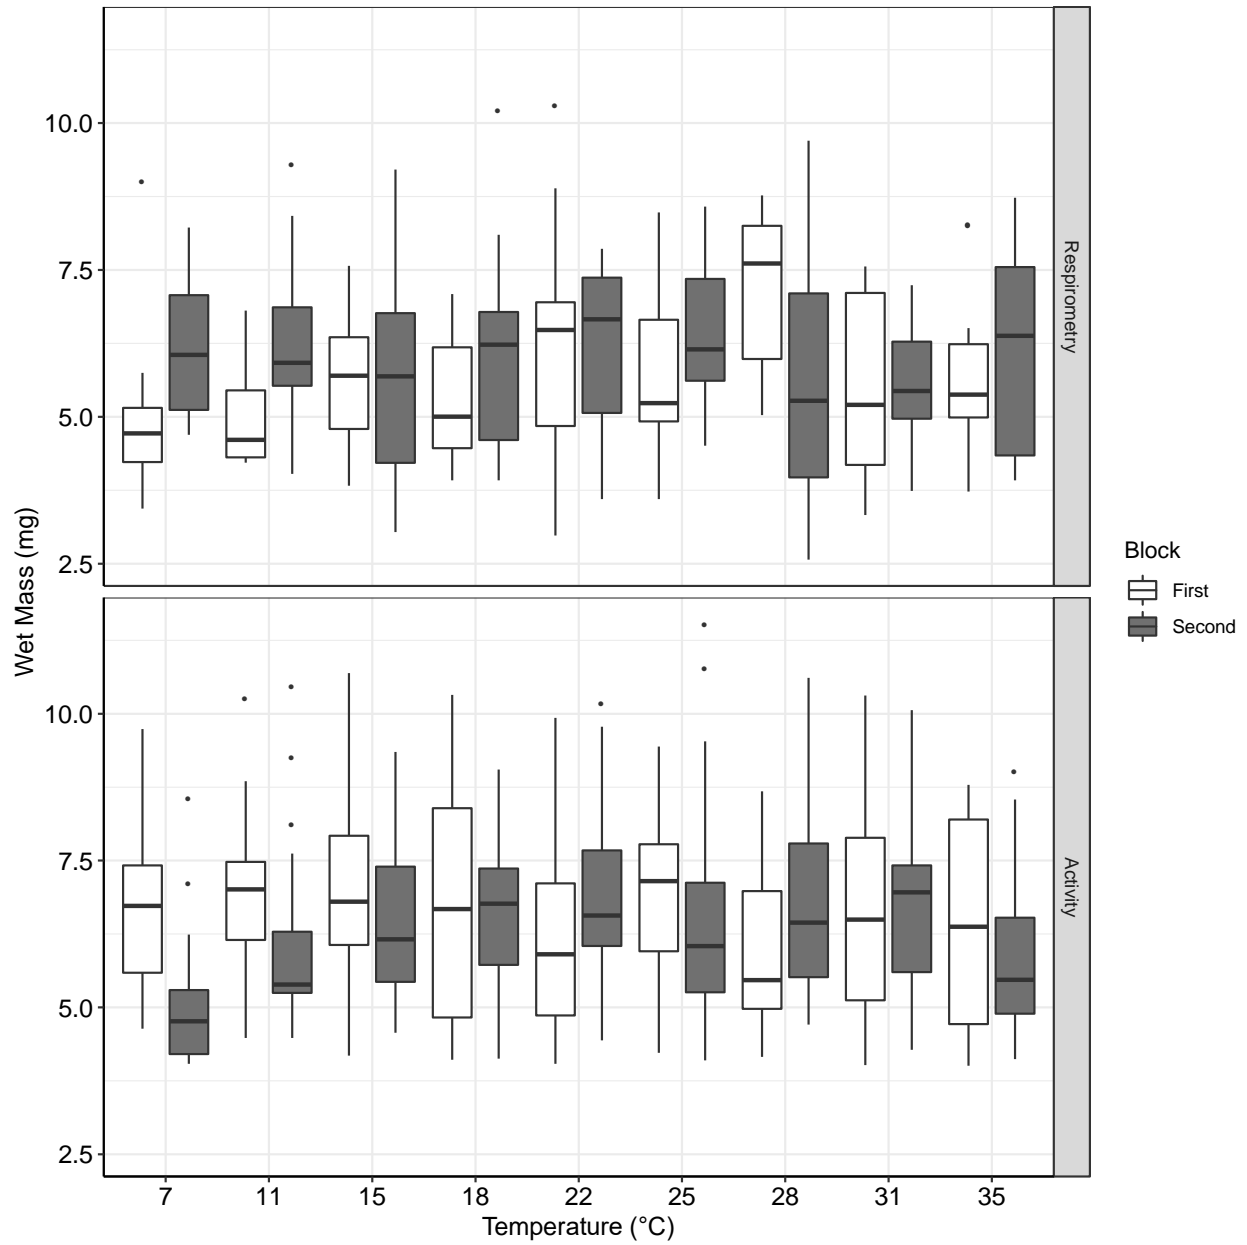 10.0
7.5
5.0
2.5
Respirometry
Wet Mass (mg)
10.0
7.5
5.0
2.5
Activity
7 11 15 18 22 25 28 31 35
Temperature (°C)
Block
First
Second